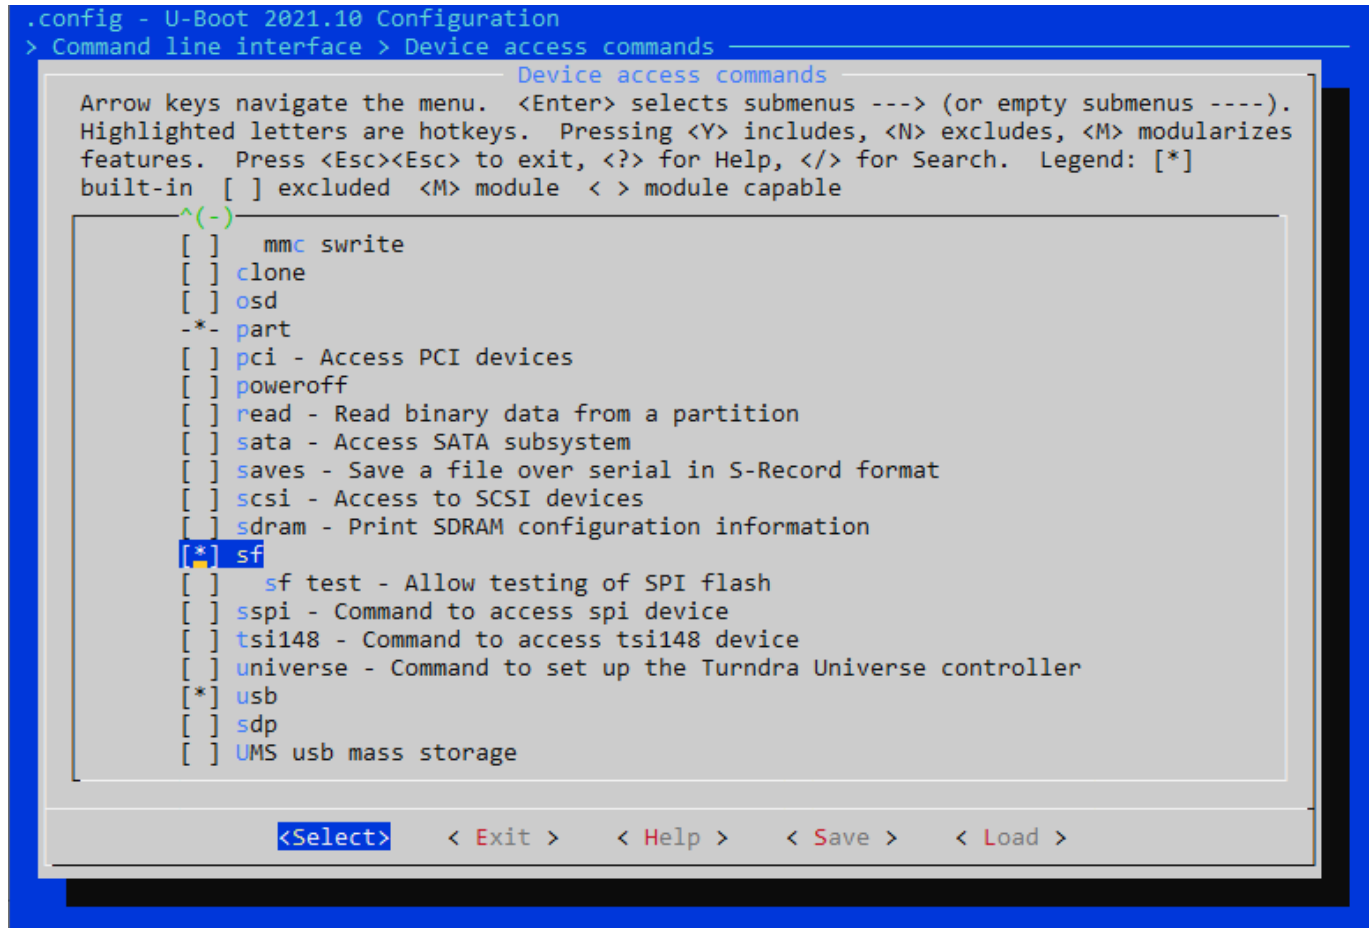 .config - U-Boot 2021.10 Configuration
> Command line interface > Device access commands
Device access commands
Arrow keys navigate the menu.  <Enter> selects submenus ---> (or empty submenus ----).
Highlighted letters are hotkeys.  Pressing <Y> includes, <N> excludes, <M> modularizes
features.  Press <Esc><Esc> to exit, <?> for Help, </> for Search.  Legend: [*]
built-in  [ ] excluded  <M> module  < > module capable
^(-)
[ ]   mmc swrite
[ ] clone
[ ] osd
-*- part
[ ] pci - Access PCI devices
[ ] poweroff
[ ] read - Read binary data from a partition
[ ] sata - Access SATA subsystem
[ ] saves - Save a file over serial in S-Record format
[ ] scsi - Access to SCSI devices
[ ] sdram - Print SDRAM configuration information
[*] sf
[ ]   sf test - Allow testing of SPI flash
[ ] sspi - Command to access spi device
[ ] tsi148 - Command to access tsi148 device
[ ] universe - Command to set up the Turndra Universe controller
[*] usb
[ ] sdp
[ ] UMS usb mass storage
<Select>    < Exit >    < Help >    < Save >    < Load >